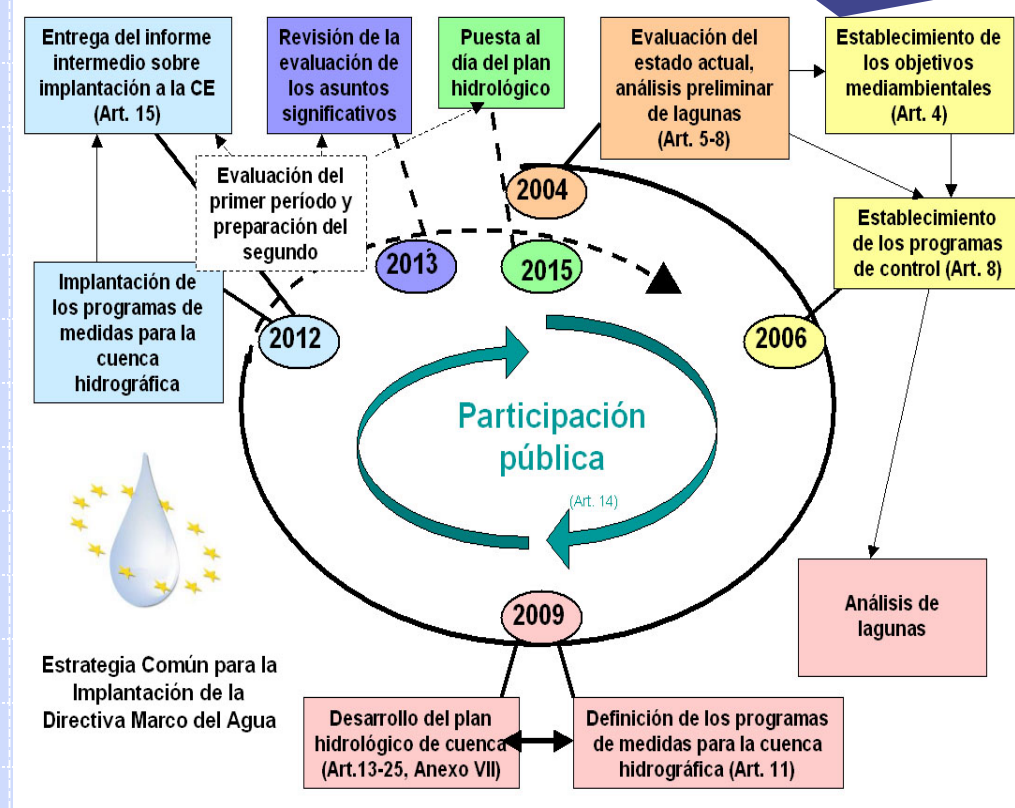 Entrega del informe
intermedio sobre
implantación a la CE
(Art. 15)
Revisión de la
evaluación de
los asuntos
significativos
Puesta al
día del plan
hidrológico
Evaluación del
estado actual,
análisis preliminar
de lagunas
(Art. 5-8)
Establecimiento de
los objetivos
mediambientales
(Art. 4)
Evaluación del
primer período y
preparación del
segundo
2004
Establecimiento
de los programas
de control (Art. 8)
2013
2015
Implantación de
los programas de
medidas para la
cuenca
hidrográfica
2012
2006
Participación
pública
(Art. 14)
2009
Análisis de
lagunas
Estrategia Común para la
Implantación de la
Directiva Marco del Agua
Desarrollo del plan
hidrológico de cuenca
(Art.13-25, Anexo VII)
Definición de los programas
de medidas para la cuenca
hidrográfica (Art. 11)